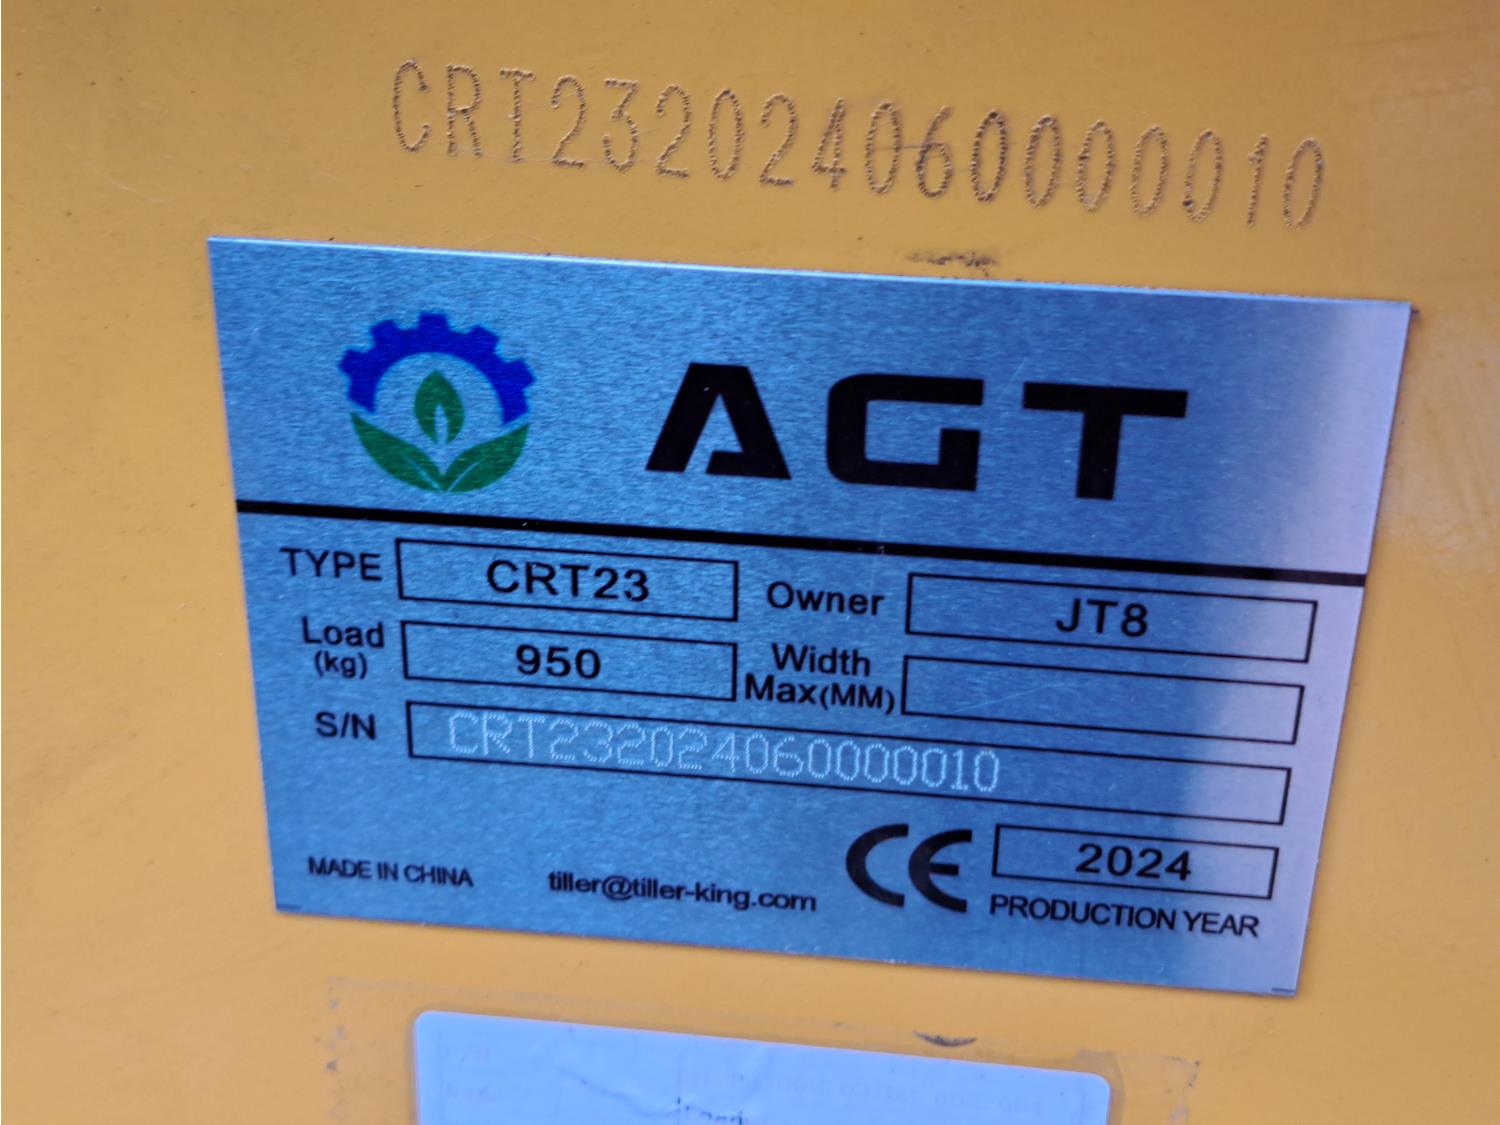 CRT232024060000010
AGT
TYPE CRT23 Owner JT8
Load (kg) 950 Width Max(MM)
S/N CRT232024060000010
2024
MADE IN CHINA tiller@tiller-king.com CE PRODUCTION YEAR